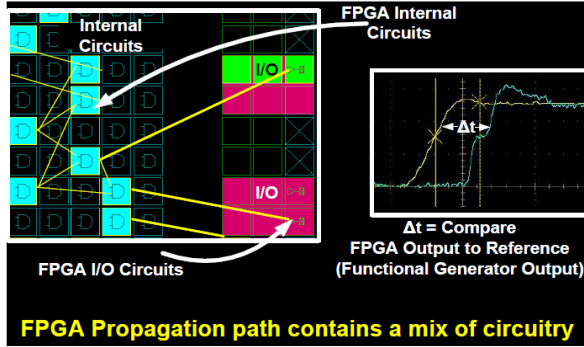 Internal
Circuits
FPGA Internal
Circuits
I/O
I/O
Δt
FPGA I/O Circuits
Δt = Compare
FPGA Output to Reference
(Functional Generator Output)
FPGA Propagation path contains a mix of circuitry